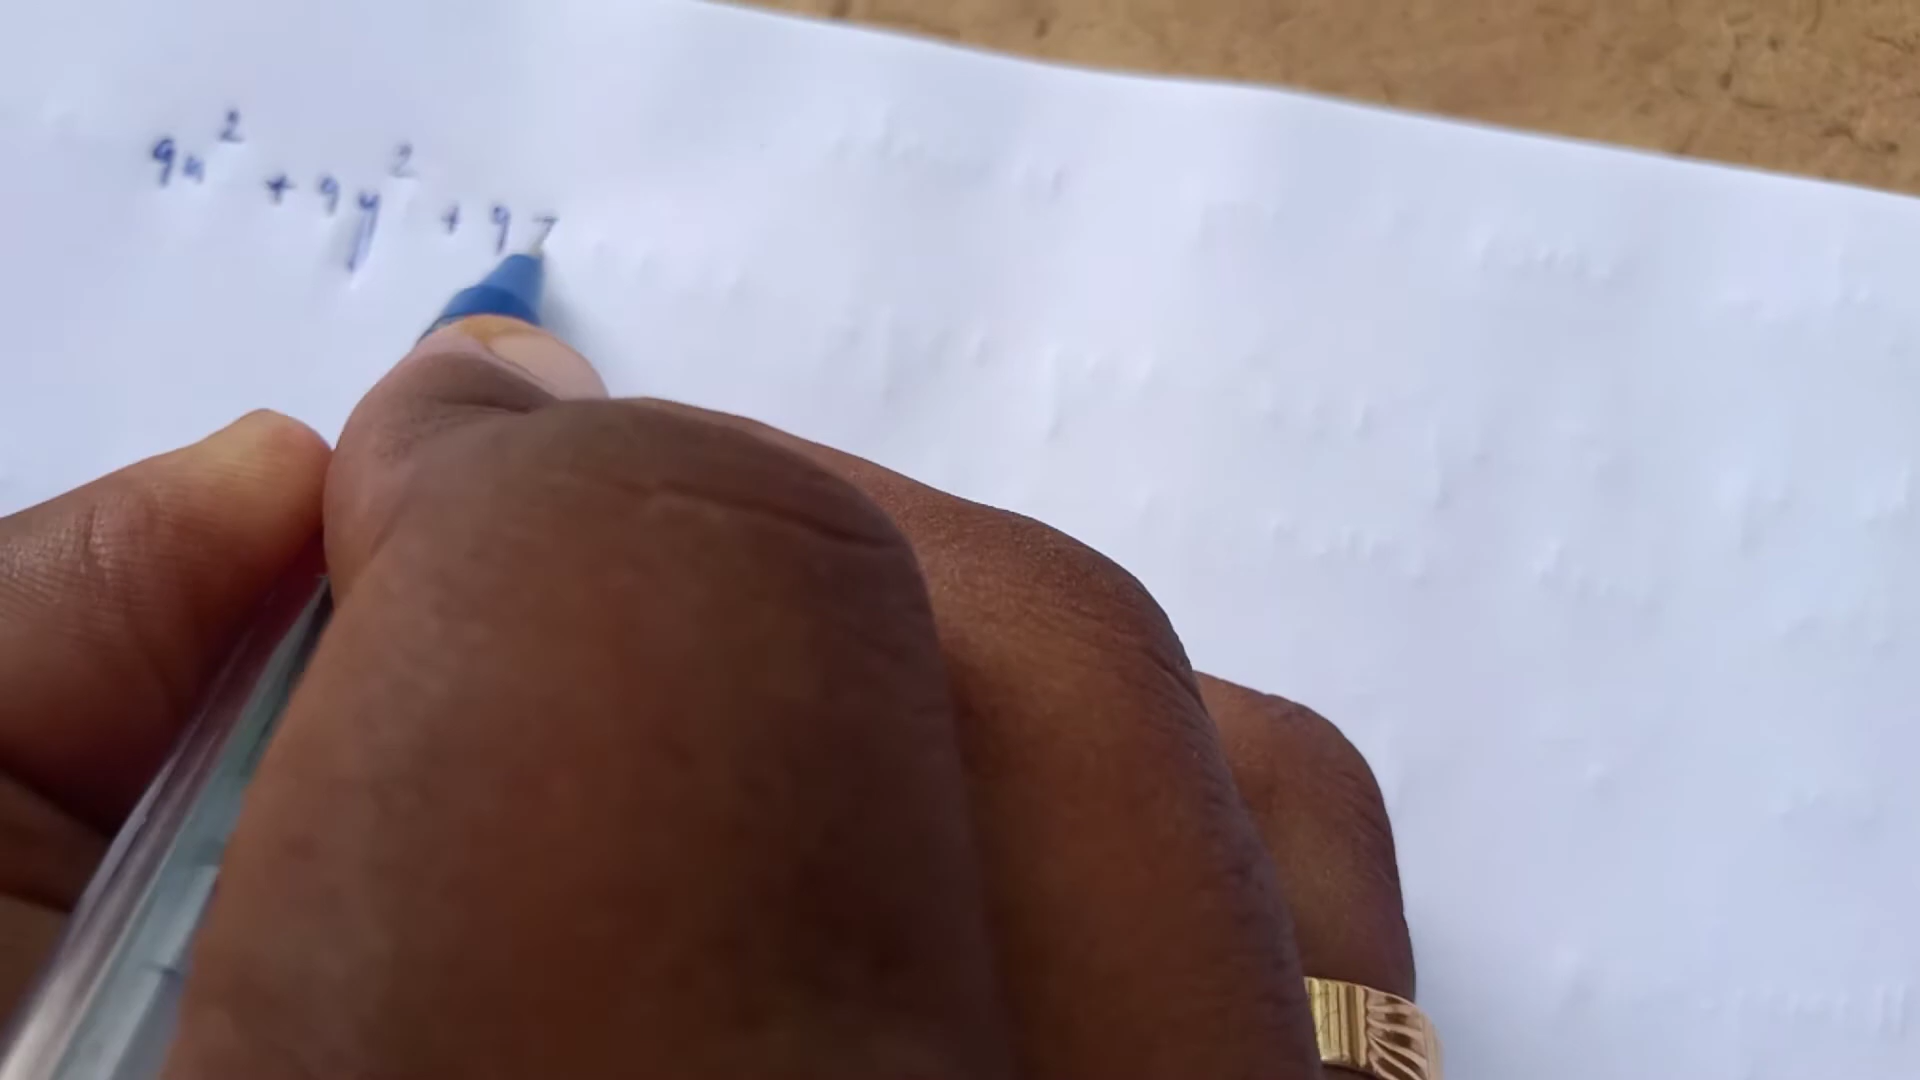 9x² + 9y² + 9z